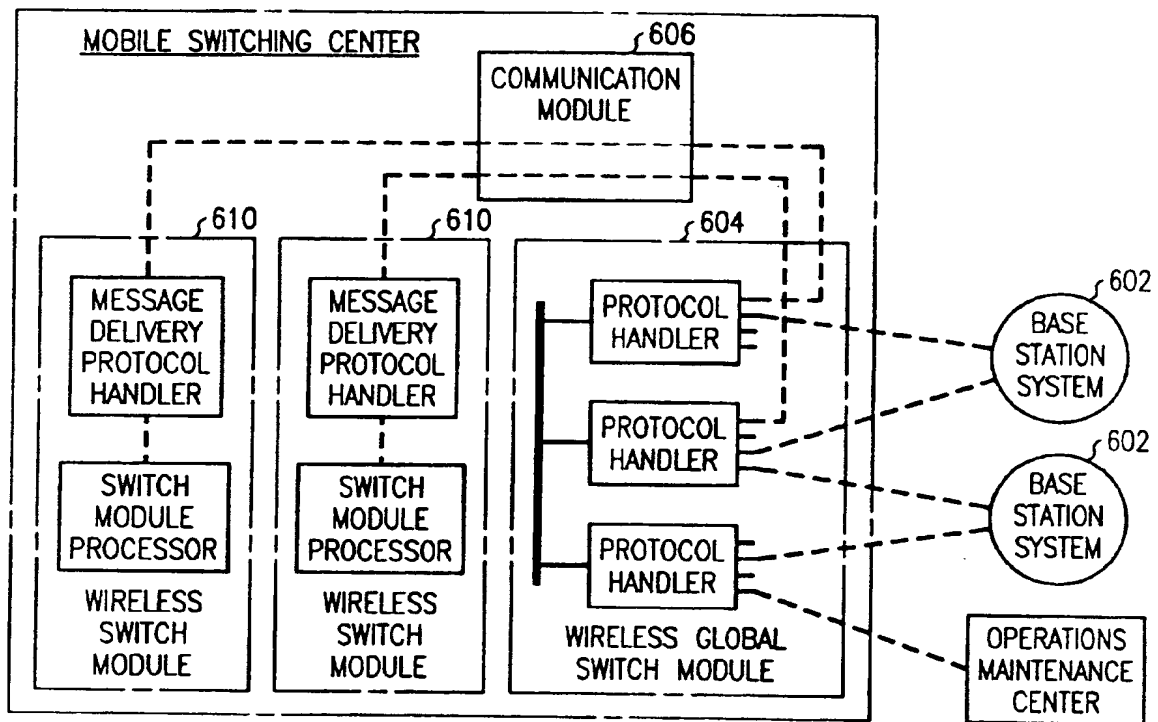 MOBILE SWITCHING CENTER
606
COMMUNICATION
MODULE
610
610
604
MESSAGE
DELIVERY
PROTOCOL
HANDLER
SWITCH
MODULE
PROCESSOR
WIRELESS
SWITCH
MODULE
MESSAGE
DELIVERY
PROTOCOL
HANDLER
SWITCH
MODULE
PROCESSOR
WIRELESS
SWITCH
MODULE
PROTOCOL
HANDLER
PROTOCOL
HANDLER
PROTOCOL
HANDLER
WIRELESS GLOBAL
SWITCH MODULE
602
BASE
STATION
SYSTEM
602
BASE
STATION
SYSTEM
OPERATIONS
MAINTENANCE
CENTER